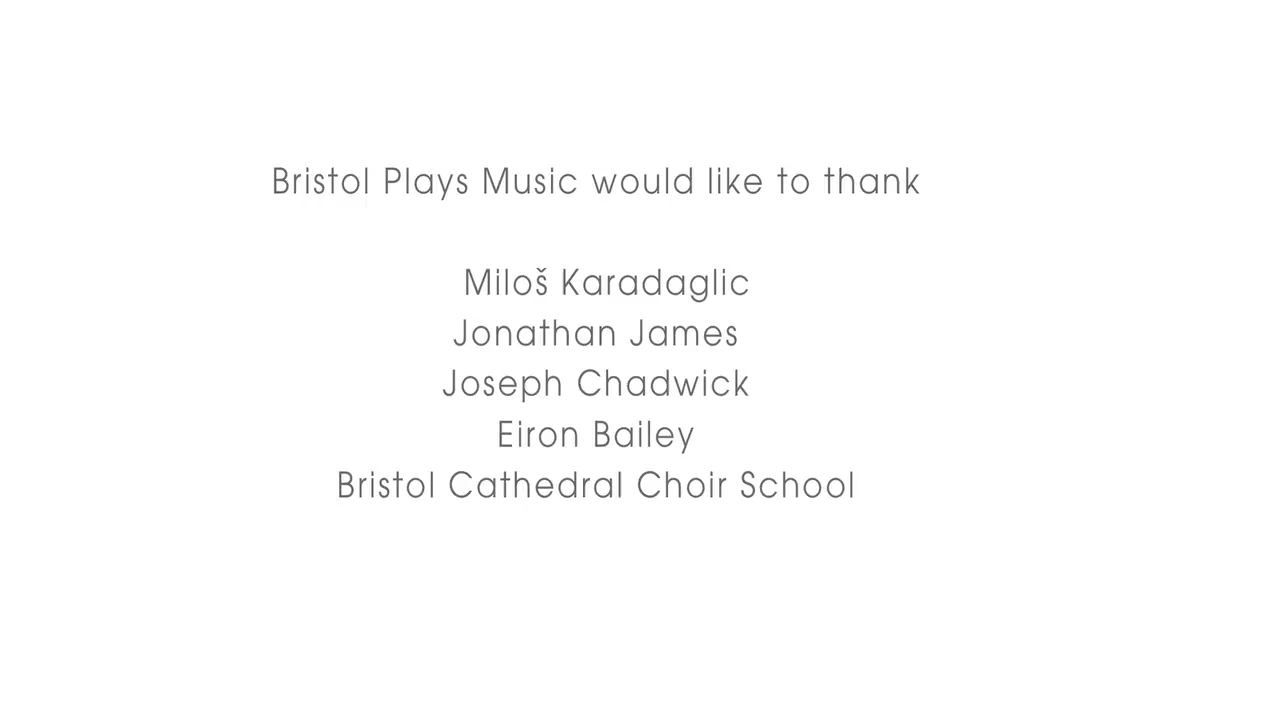 Bristol Plays Music would like to thank
Miloš Karadaglic
Jonathan James
Joseph Chadwick
Eiron Bailey
Bristol Cathedral Choir School